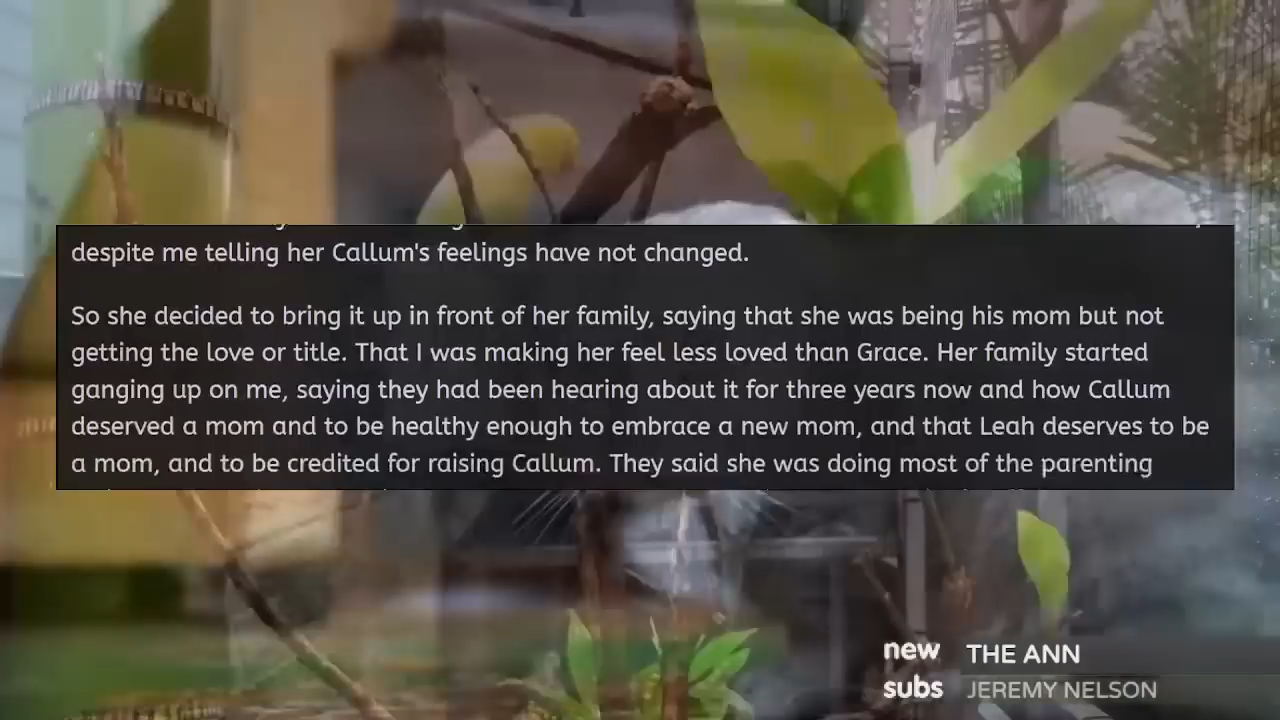 despite me telling her Callum's feelings have not changed.
So she decided to bring it up in front of her family, saying that she was being his mom but not
getting the love or title. That I was making her feel less loved than Grace. Her family started
ganging up on me, saying they had been hearing about it for three years now and how Callum
deserved a mom and to be healthy enough to embrace a new mom, and that Leah deserves to be
a mom, and to be credited for raising Callum. They said she was doing most of the parenting
new THE ANN
subs JEREMY NELSON